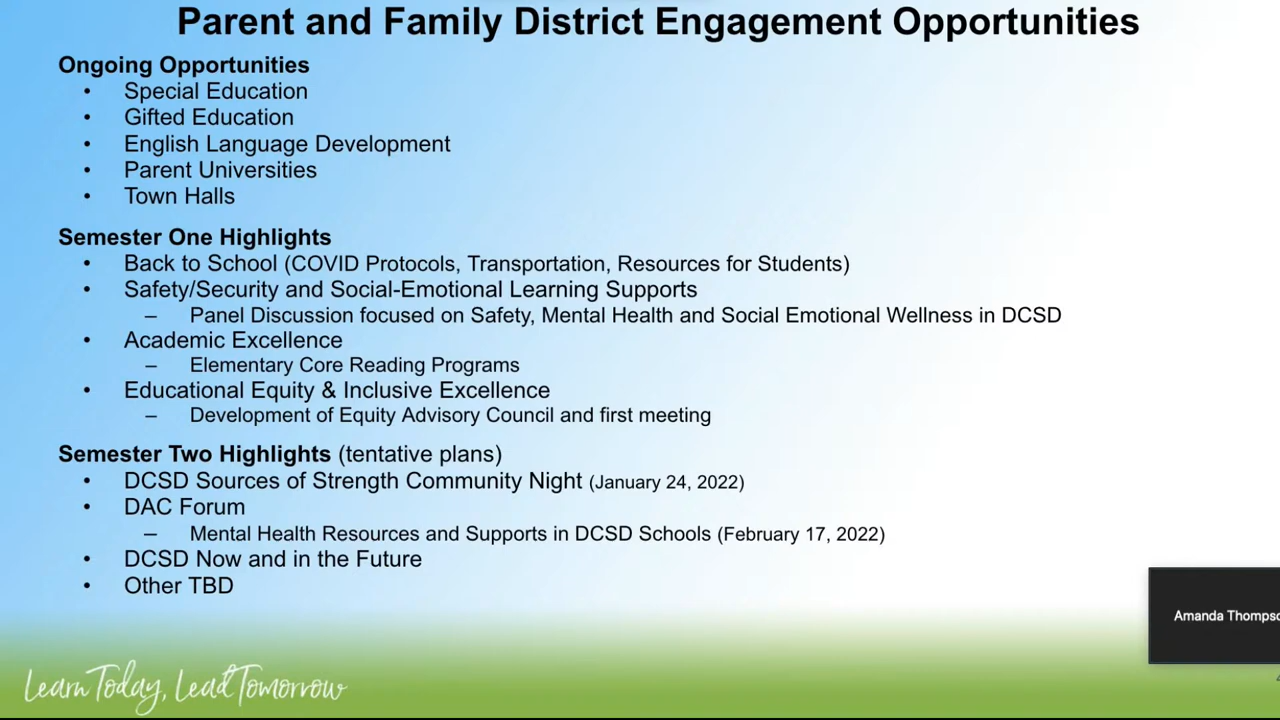 Parent and Family District Engagement Opportunities
Ongoing Opportunities
• Special Education
• Gifted Education
• English Language Development
• Parent Universities
• Town Halls
Semester One Highlights
• Back to School (COVID Protocols, Transportation, Resources for Students)
• Safety/Security and Social-Emotional Learning Supports
– Panel Discussion focused on Safety, Mental Health and Social Emotional Wellness in DCSD
• Academic Excellence
– Elementary Core Reading Programs
• Educational Equity & Inclusive Excellence
– Development of Equity Advisory Council and first meeting
Semester Two Highlights (tentative plans)
• DCSD Sources of Strength Community Night (January 24, 2022)
• DAC Forum
– Mental Health Resources and Supports in DCSD Schools (February 17, 2022)
• DCSD Now and in the Future
• Other TBD
Amanda Thompso
Learn Today, Lead Tomorrow